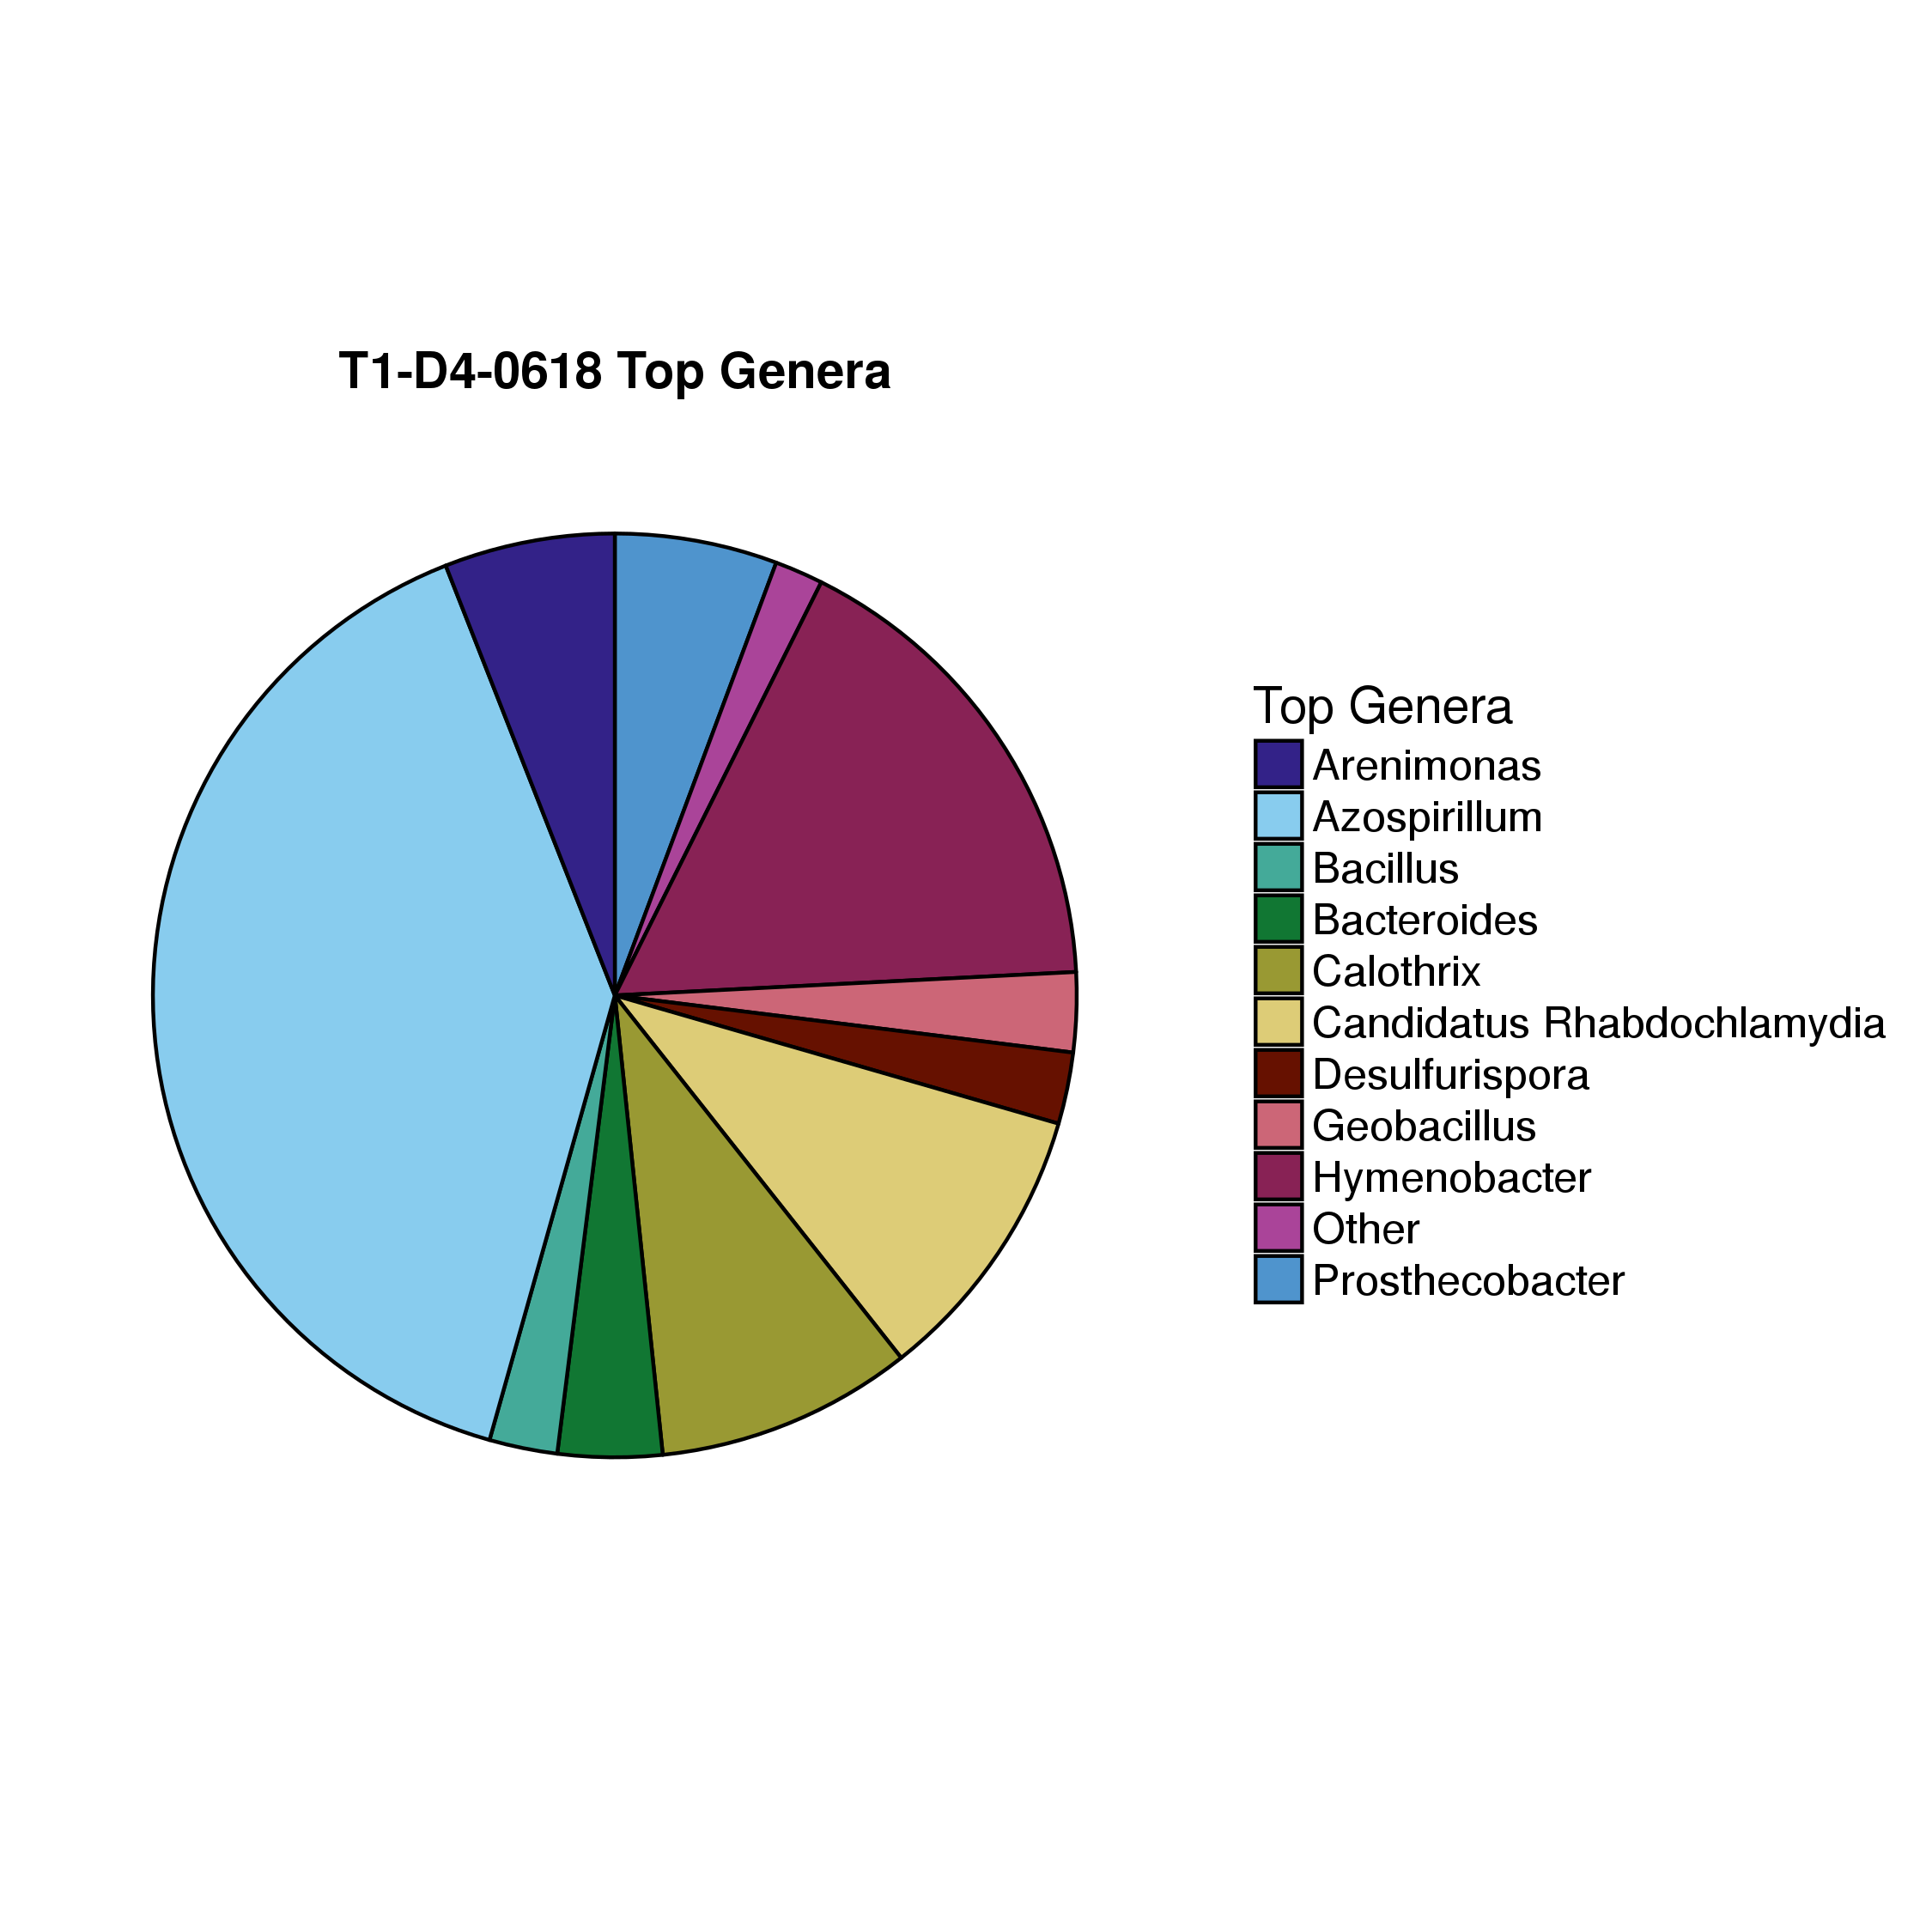 T1-D4-0618 Top Genera
Top Genera
Arenimonas
Azospirillum
Bacillus
Bacteroides
Calothrix
Candidatus Rhabdochlamydia
Desulfurispora
Geobacillus
Hymenobacter
Other
Prosthecobacter